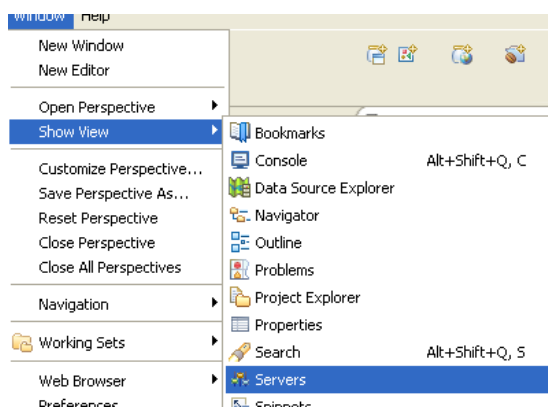 Window Help
New Window
New Editor
Open Perspective
Show View
Customize Perspective...
Save Perspective As...
Reset Perspective
Close Perspective
Close All Perspectives
Navigation
Working Sets
Web Browser
Preferences
Bookmarks
Console Alt+Shift+Q, C
Data Source Explorer
Navigator
Outline
Problems
Project Explorer
Properties
Search Alt+Shift+Q, S
Servers
Snippets